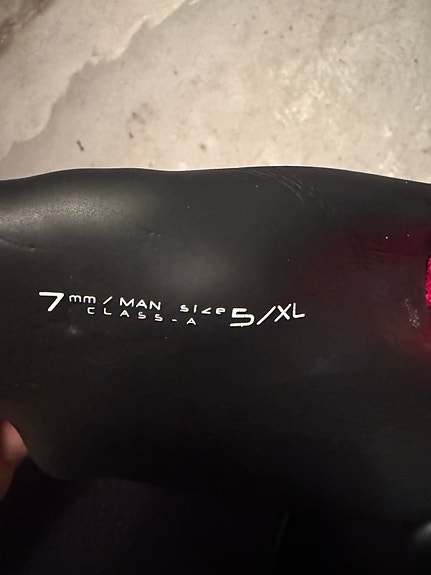 7mm / MAN size 5/XL
CLASS-A